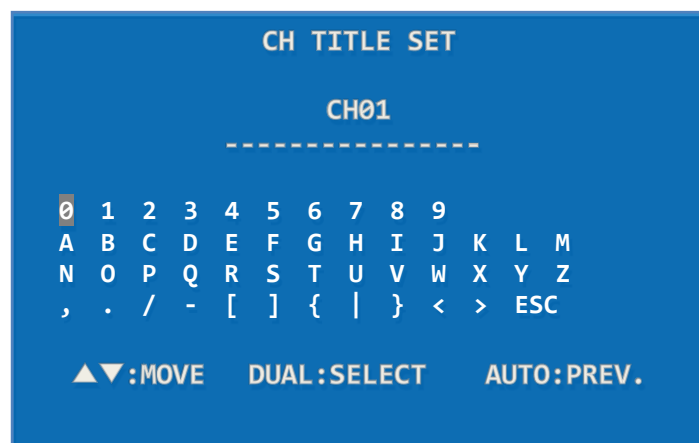 CH TITLE SET
CH01
----------------
0 1 2 3 4 5 6 7 8 9
A B C D E F G H I J K L M
N O P Q R S T U V W X Y Z
, . / - [ ] { | } < > ESC
▲▼:MOVE DUAL:SELECT AUTO:PREV.